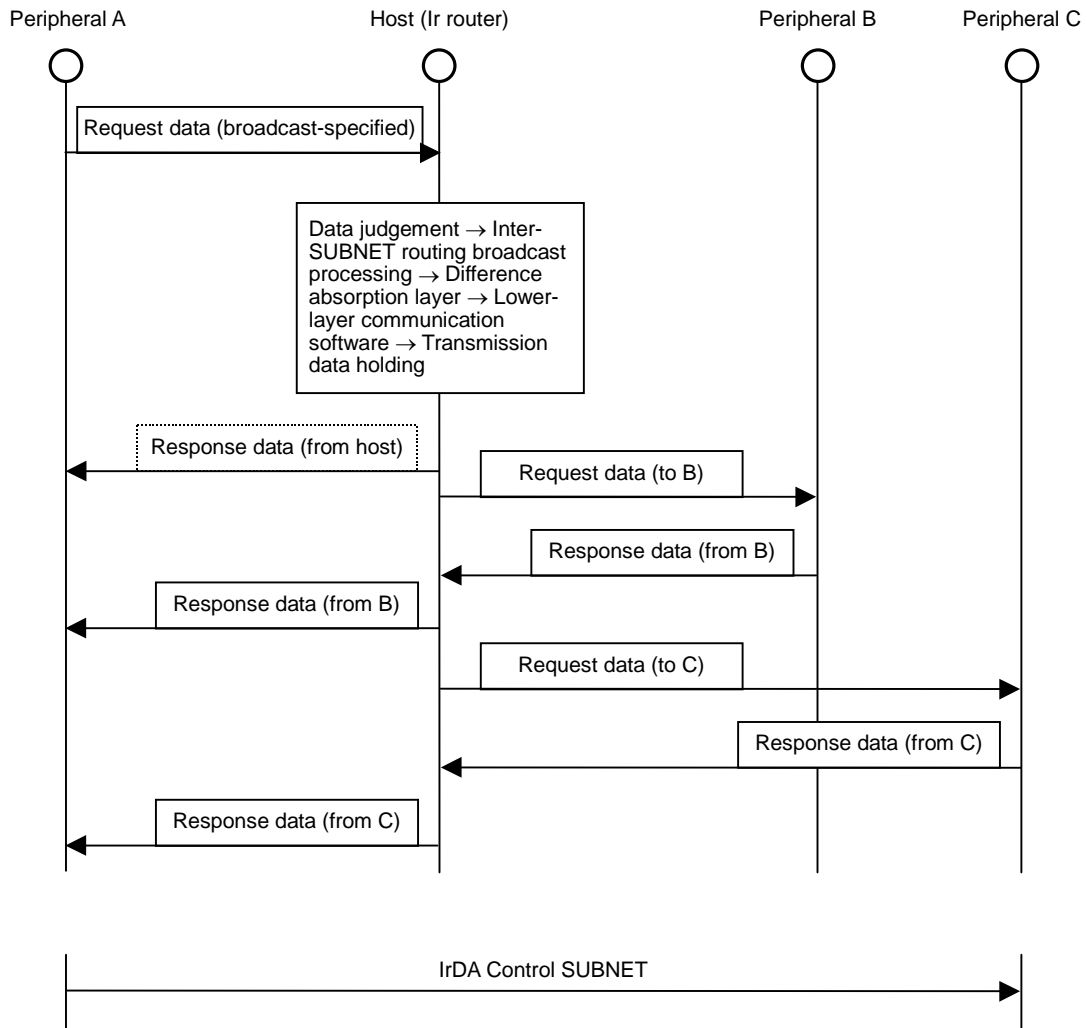 Peripheral A
Host (Ir router)
Peripheral B
Peripheral C
Request data (broadcast-specified)
Data judgement → Inter-
SUBNET routing broadcast
processing → Difference
absorption layer → Lower-
layer communication
software → Transmission
data holding
Response data (from host)
Request data (to B)
Response data (from B)
Response data (from B)
Request data (to C)
Response data (from C)
Response data (from C)
IrDA Control SUBNET